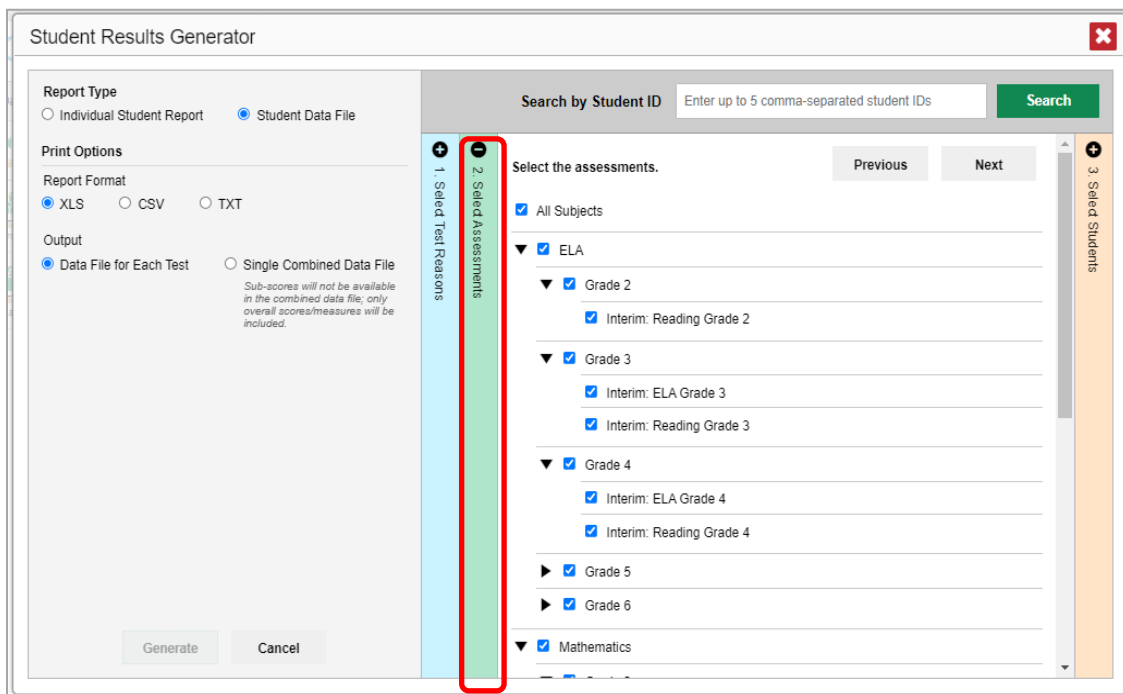 Student Results Generator
Report Type
Individual Student Report
Student Data File
Print Options
Report Format
XLS
CSV
TXT
Output
Data File for Each Test
Single Combined Data File
Sub-scores will not be available
in the combined data file; only
overall scores/measures will be
included.
Generate
Cancel
Search by Student ID
Enter up to 5 comma-separated student IDs
Search
1. Select Test Reasons
2. Select Assessments
Select the assessments.
Previous
Next
All Subjects
ELA
Grade 2
Interim: Reading Grade 2
Grade 3
Interim: ELA Grade 3
Interim: Reading Grade 3
Grade 4
Interim: ELA Grade 4
Interim: Reading Grade 4
Grade 5
Grade 6
Mathematics
3. Select Students